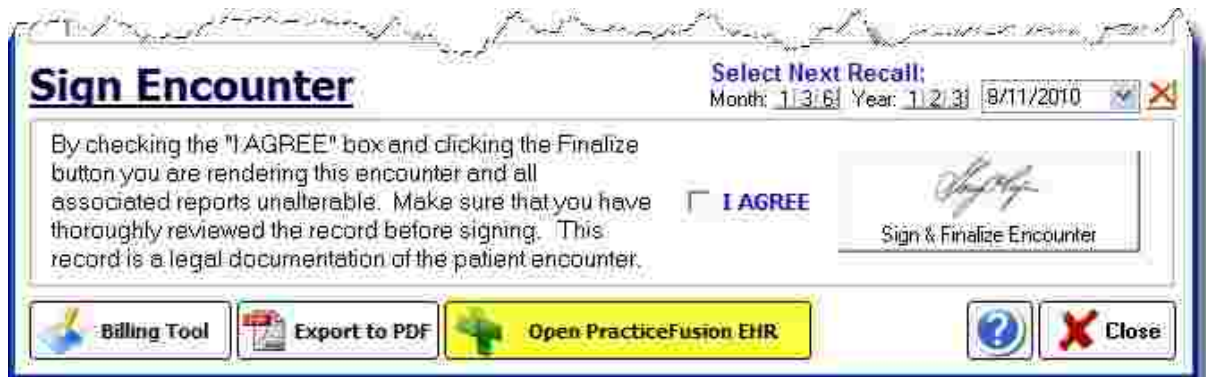 Sign Encounter
Select Next Recall:
Month: 1 3 6 Year: 1 2 3 8/11/2010
By checking the "I AGREE" box and clicking the Finalize
button you are rendering this encounter and all
associated reports unalterable. Make sure that you have
thoroughly reviewed the record before signing. This
record is a legal documentation of the patient encounter.
I AGREE
Sign & Finalize Encounter
Billing Tool
Export to PDF
Open PracticeFusion EHR
?
Close